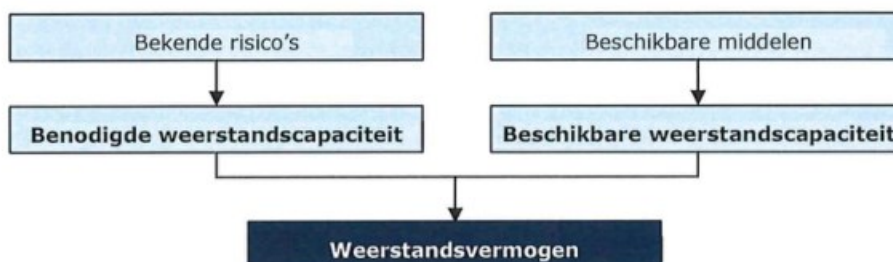 Bekende risico's
Beschikbare middelen
Benodigde weerstandscapaciteit
Beschikbare weerstandscapaciteit
Weerstandsvermogen